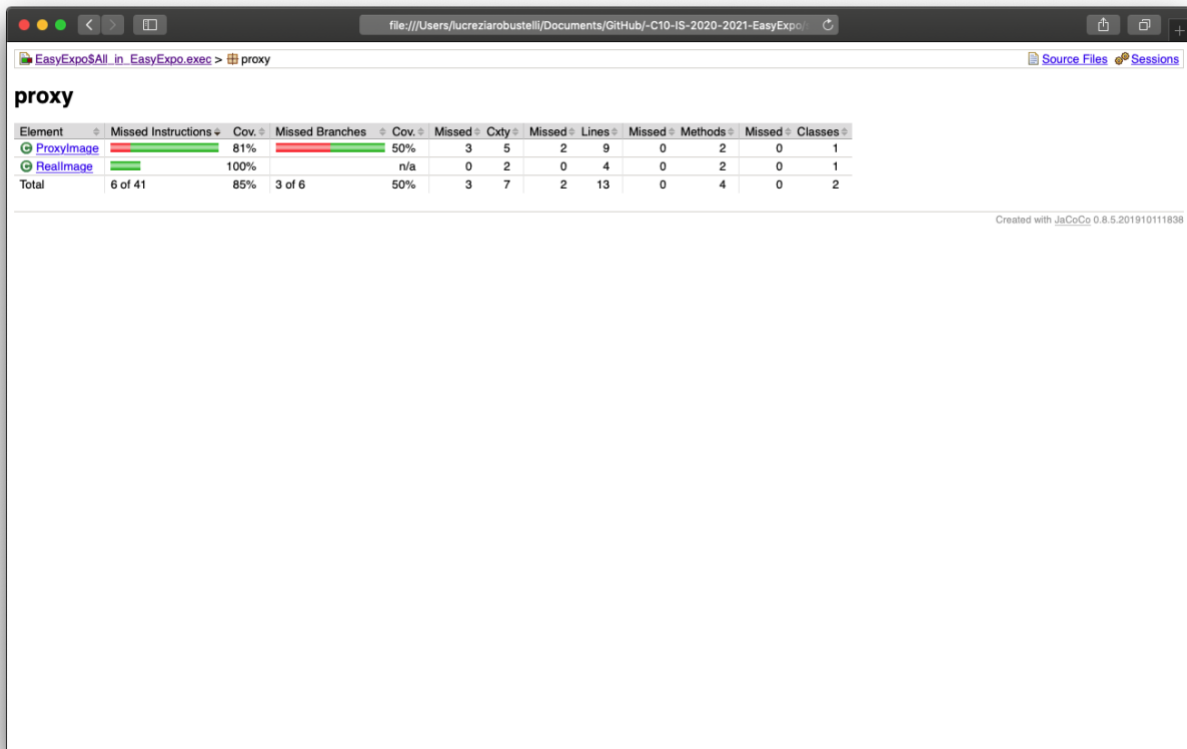 file:///Users/lucreziarobustelli/Documents/GitHub/-C10-IS-2020-2021-EasyExpo/
EasyExpo$All_in_EasyExpo.exec > proxy Source Files Sessions
proxy
Element Missed Instructions Cov. Missed Branches Cov. Missed Cxty Missed Lines Missed Methods Missed Classes
ProxyImage 81% 50% 3 5 2 9 0 2 0 1
RealImage 100% n/a 0 2 0 4 0 2 0 1
Total 6 of 41 85% 3 of 6 50% 3 7 2 13 0 4 0 2
Created with JaCoCo 0.8.5.201910111838